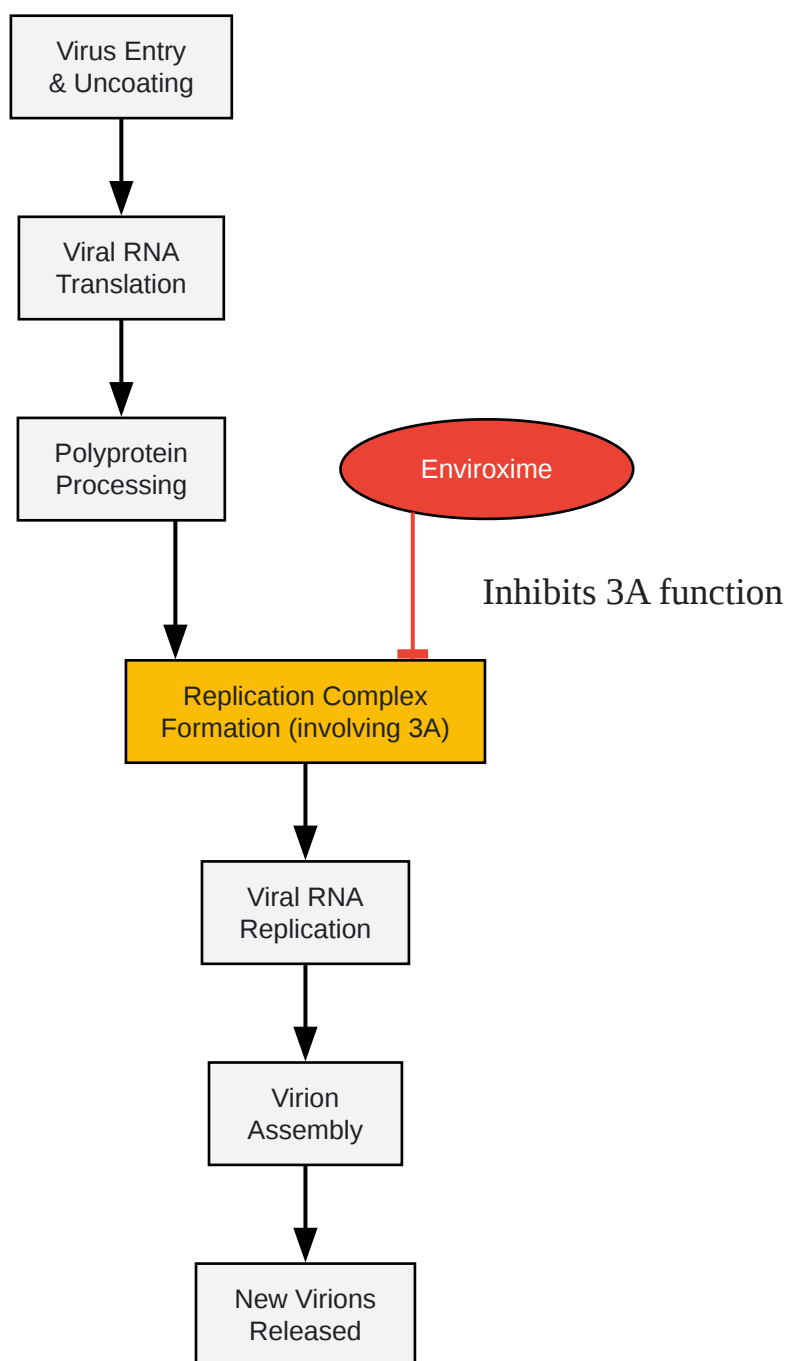 Virus Entry
& Uncoating
Viral RNA
Translation
Polyprotein
Processing
Enviroxime
Inhibits 3A function
Replication Complex
Formation (involving 3A)
Viral RNA
Replication
Virion
Assembly
New Virions
Released